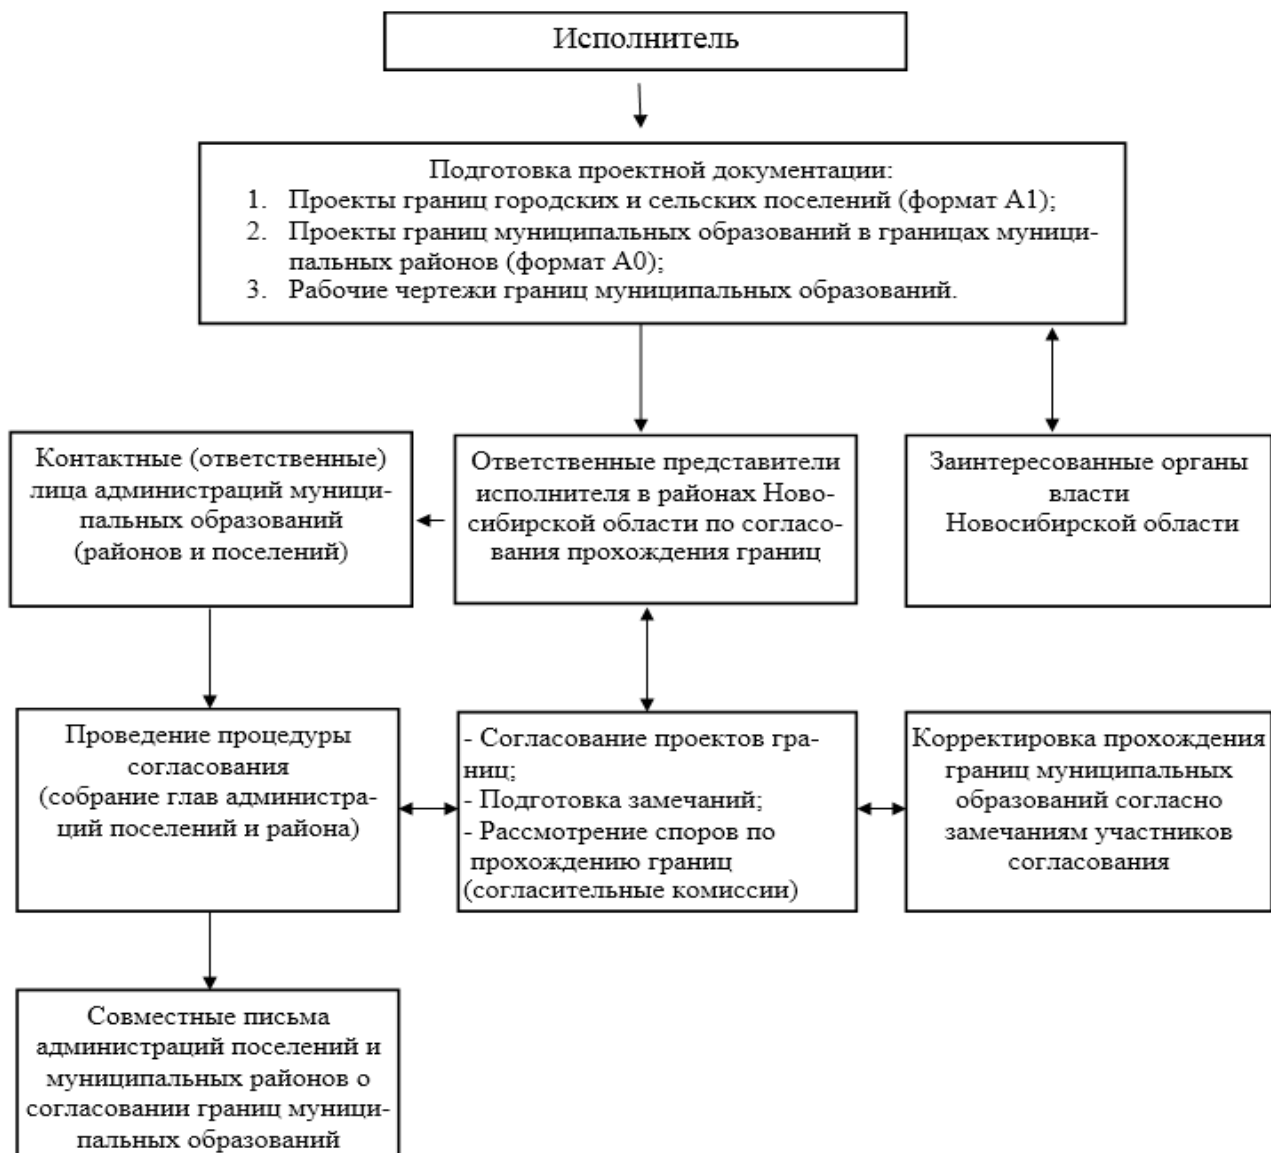 Исполнитель
Подготовка проектной документации:
1. Проекты границ городских и сельских поселений (формат А1);
2. Проекты границ муниципальных образований в границах муници-
пальных районов (формат А0);
3. Рабочие чертежи границ муниципальных образований.
Контактные (ответственные)
лица администраций муници-
пальных образований
(районов и поселений)
Ответственные представители
исполнителя в районах Ново-
сибирской области по согласо-
вания прохождения границ
Заинтересованные органы
власти
Новосибирской области
Проведение процедуры
согласования
(собрание глав администра-
ций поселений и района)
- Согласование проектов гра-
ниц;
- Подготовка замечаний;
- Рассмотрение споров по
прохождению границ
(согласительные комиссии)
Корректировка прохождения
границ муниципальных
образований согласно
замечаниям участников
согласования
Совместные письма
администраций поселений и
муниципальных районов о
согласовании границ муници-
пальных образований